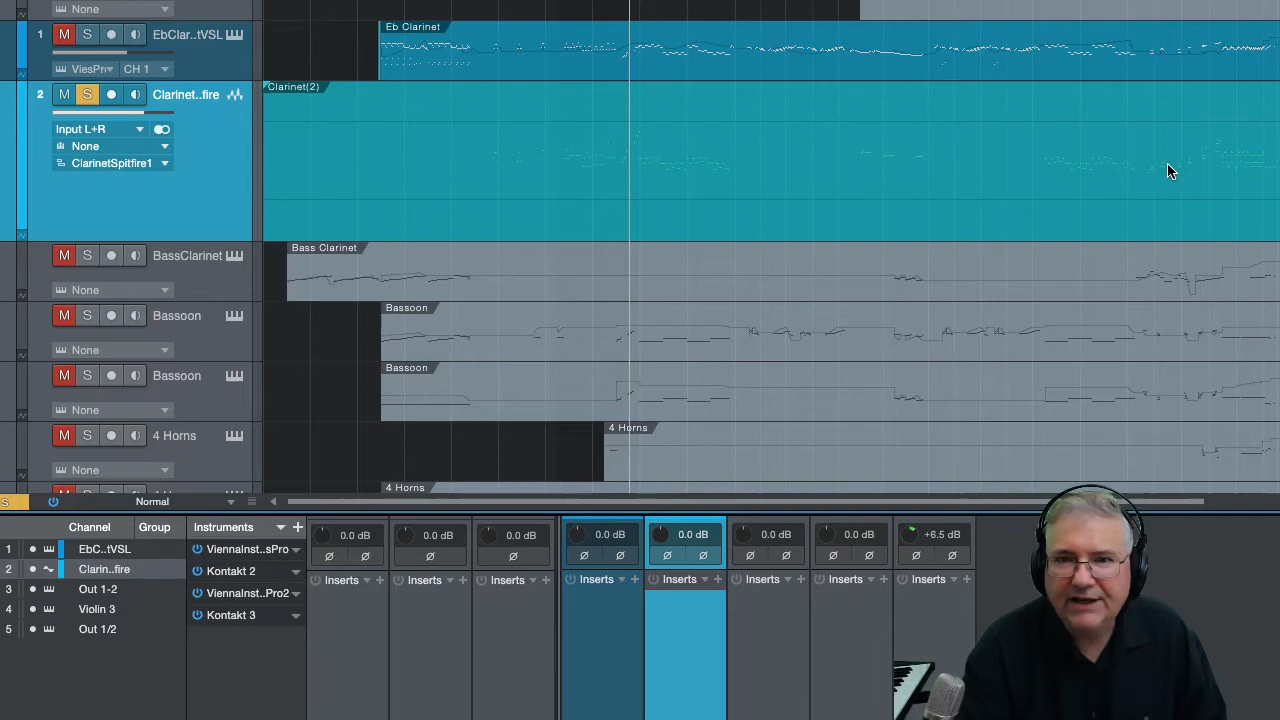 None
1 M S EbClar..tVSL
ViesPr CH 1
Eb Clarinet
2 M S Clarinet..fire
Input L+R
None
ClarinetSpitfire1
Clarinet(2)
M S BassClarinet
None
Bass Clarinet
M S Bassoon
None
Bassoon
M S Bassoon
None
Bassoon
M S 4 Horns
None
4 Horns
4 Horns
S Normal
Channel Group
1 EbC..tVSL
2 Clarin..fire
3 Out 1-2
4 Violin 3
5 Out 1/2
Instruments
ViennaInst..sPro
Kontakt 2
ViennaInst..Pro2
Kontakt 3
0.0 dB 0.0 dB 0.0 dB 0.0 dB 0.0 dB 0.0 dB 0.0 dB +6.5 dB
Inserts Inserts Inserts Inserts Inserts Inserts Inserts Inserts